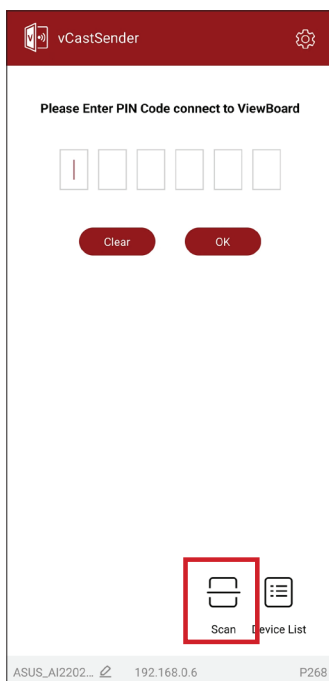 vCastSender
Please Enter PIN Code connect to ViewBoard
Clear OK
Scan Device List
ASUS_AI2202... 192.168.0.6 P268